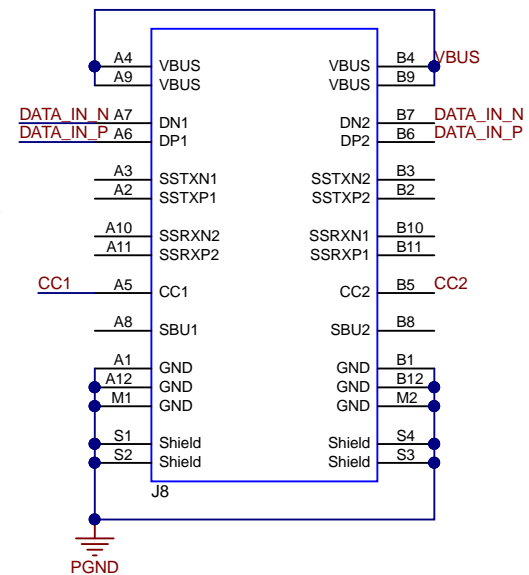 A4 VBUS B4 VBUS
A9 VBUS VBUS B9
DATA_IN_N A7 DN1 DN2 B7 DATA_IN_N
DATA_IN_P A6 DP1 DP2 B6 DATA_IN_P
A3 SSTXN1 SSTXN2 B3
A2 SSTXP1 SSTXP2 B2
A10 SSRXN2 SSRXN1 B10
A11 SSRXP2 SSRXP1 B11
CC1 A5 CC1 CC2 B5 CC2
A8 SBU1 SBU2 B8
A1 GND GND B1
A12 GND GND B12
M1 GND GND M2
S1 Shield Shield S4
S2 Shield Shield S3
J8
PGND